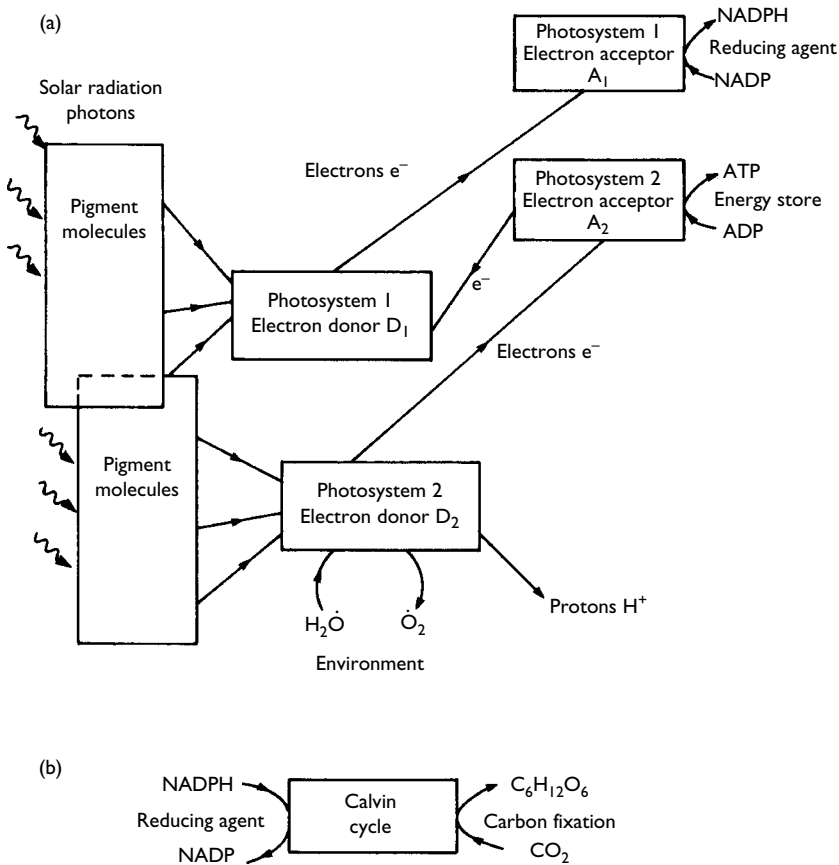 (a)
Solar radiation
photons
Pigment
molecules
Pigment
molecules
Photosystem 1
Electron donor D₁
Electrons e⁻
Photosystem 1
Electron acceptor
A₁
NADPH
Reducing agent
NADP
Photosystem 2
Electron acceptor
A₂
ATP
Energy store
ADP
e⁻
Electrons e⁻
Photosystem 2
Electron donor D₂
H₂Ȯ
Ȯ₂
Environment
Protons H⁺
(b)
NADPH
Reducing agent
NADP
Calvin
cycle
C₆H₁₂O₆
Carbon fixation
CO₂